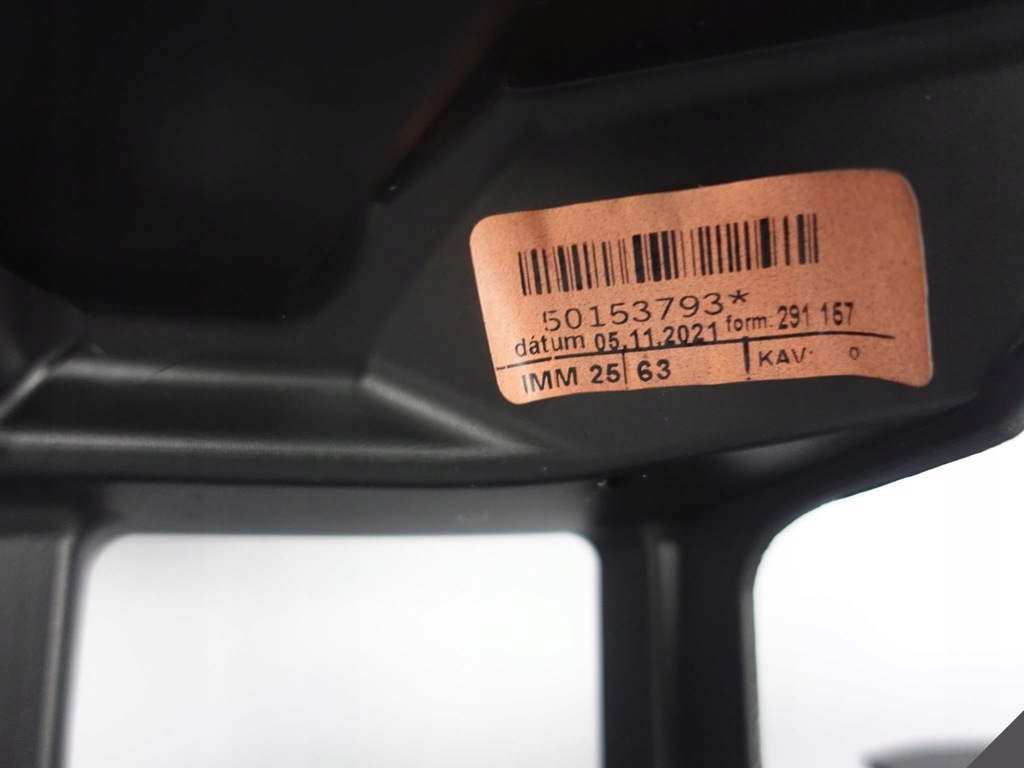 50153793*
dátum 05.11.2021 form. 291 157
IMM 25 63 KAV: 0